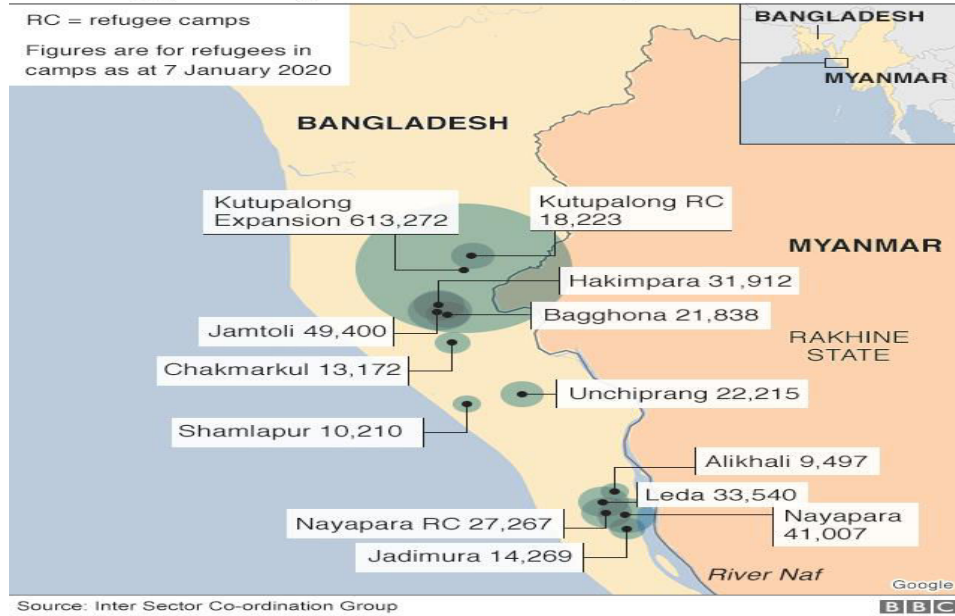 RC = refugee camps
Figures are for refugees in
camps as at 7 January 2020
BANGLADESH
MYANMAR
BANGLADESH
Kutupalong
Expansion 613,272
Kutupalong RC
18,223
MYANMAR
Hakimpara 31,912
Jamtoli 49,400
Bagghona 21,838
RAKHINE
STATE
Chakmarkul 13,172
Unchiprang 22,215
Shamlapur 10,210
Alikhali 9,497
Leda 33,540
Nayapara RC 27,267
Nayapara
41,007
Jadimura 14,269
River Naf
Google
Source: Inter Sector Co-ordination Group
BBC